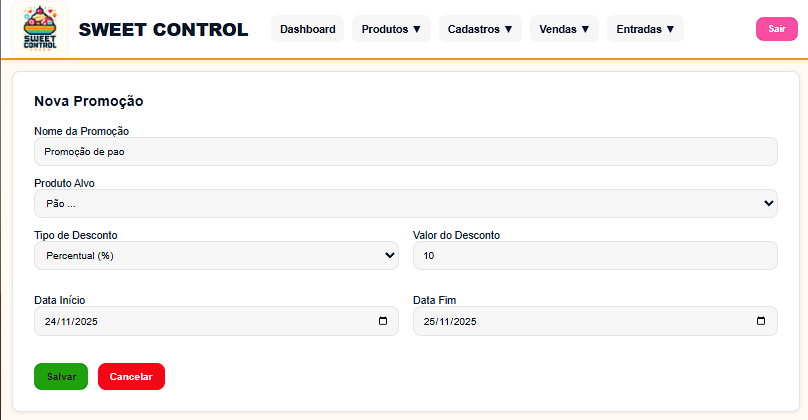 SWEET
CONTROL
SWEET CONTROL
Dashboard
Produtos ▼
Cadastros ▼
Vendas ▼
Entradas ▼
Sair
Nova Promoção
Nome da Promoção
Promoção de pao
Produto Alvo
Pão ...
Tipo de Desconto
Valor do Desconto
Percentual (%)
10
Data Início
Data Fim
24/11/2025
25/11/2025
Salvar
Cancelar